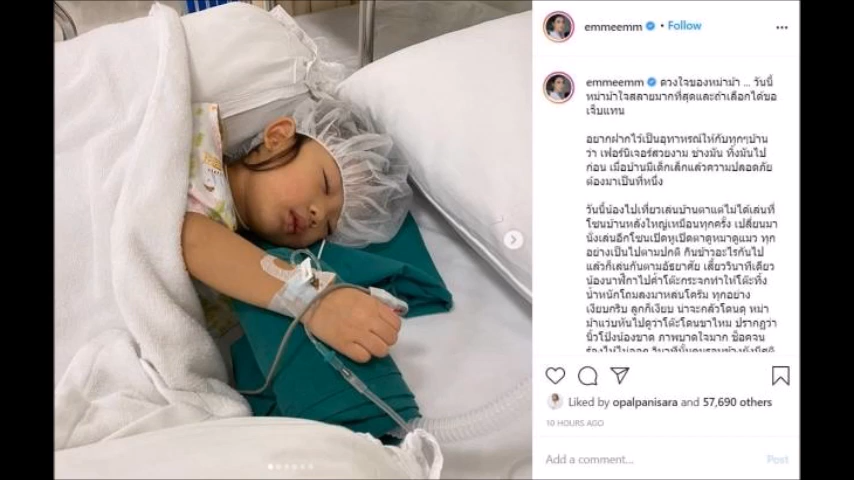 emmeemm • Follow
emmeemm ดวงใจของหม่าม้า ... วันนี้
หม่าม้าใจสลายมากที่สุดและถ้าเลือกได้ขอ
เจ็บแทน
อยากฝากไว้เป็นอุทาหรณ์ให้กับทุกๆบ้าน
ว่า เฟอร์นิเจอร์สวยงาม ช่างมัน ทิ้งมันไป
ก่อน เมื่อบ้านมีเด็กเล็กแล้วความปลอดภัย
ต้องมาเป็นที่หนึ่ง
วันนี้น้องไปเที่ยวเล่นบ้านตาแต่ไม่ได้เล่นที่
โซนบ้านหลังใหญ่เหมือนทุกครั้ง เปลี่ยนมา
นั่งเล่นอีกโซนเปิดหูเปิดตาดูหมาดูแมว ทุก
อย่างเป็นไปตามปกติ กินข้าวอะไรกันไป
แล้วก็เล่นกันตามอัธยาศัย เสี้ยววินาทีเดียว
น้องนาฬิกาไปค้ำโต๊ะกระจกทำให้โต๊ะทิ้ง
น้ำหนักโถมลงมาหล่นโครม ทุกอย่าง
เงียบกริบ ลูกก็เงียบ น่าจะกลัวโดนดุ หม่า
ม้าแว่บหันไปดูว่าโต๊ะโดนขาไหม ปรากฏว่า
นิ้วโป้งน้องขาด ภาพบาดใจมาก ช็อคจน
Liked by opalpanisara and 57,690 others
10 HOURS AGO
Add a comment...
Post